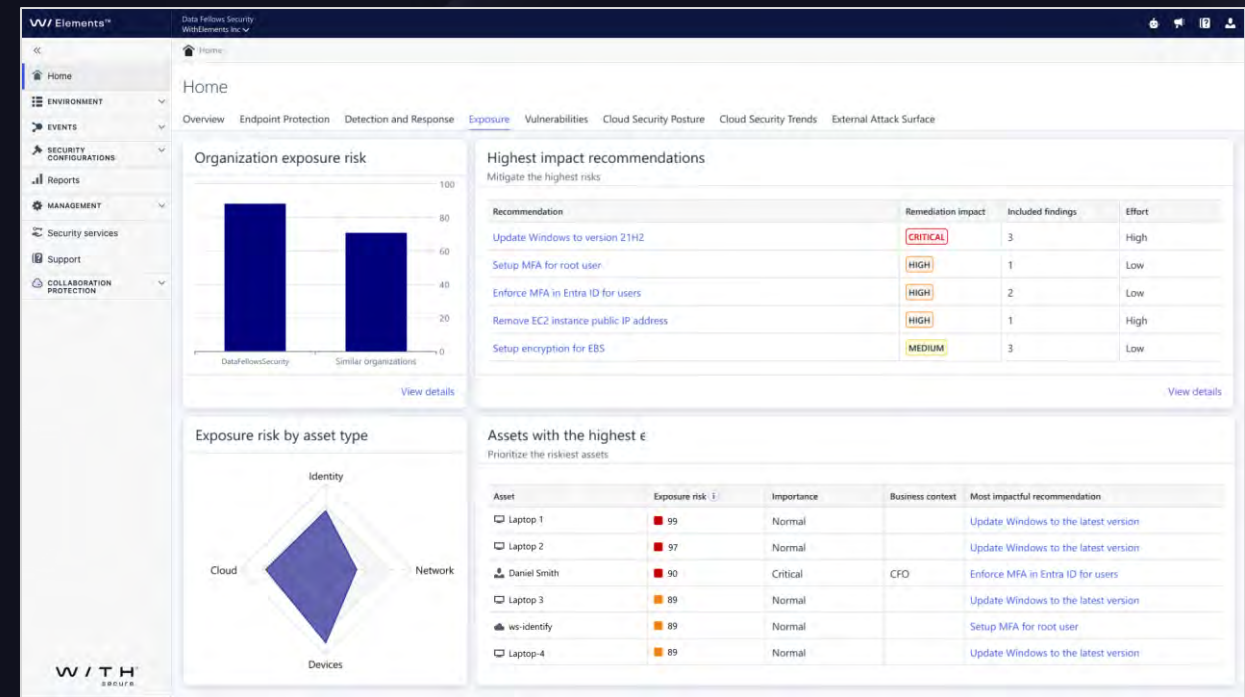 W/ Elements™
Data Fellows Security
WithElements Inc
Home
Home
ENVIRONMENT
EVENTS
SECURITY
CONFIGURATIONS
Reports
MANAGEMENT
Security services
Support
COLLABORATION
PROTECTION
W/TH
secure
Home
Overview Endpoint Protection Detection and Response Exposure Vulnerabilities Cloud Security Posture Cloud Security Trends External Attack Surface
Organization exposure risk
100
80
60
40
20
0
DataFellowsSecurity Similar organizations
View details
Highest impact recommendations
Mitigate the highest risks
Recommendation Remediation impact Included findings Effort
Update Windows to version 21H2 CRITICAL 3 High
Setup MFA for root user HIGH 1 Low
Enforce MFA in Entra ID for users HIGH 2 Low
Remove EC2 instance public IP address HIGH 1 High
Setup encryption for EBS MEDIUM 3 Low
View details
Exposure risk by asset type
Identity
Cloud Network
Devices
Assets with the highest e
Prioritize the riskiest assets
Asset Exposure risk i Importance Business context Most impactful recommendation
Laptop 1 99 Normal Update Windows to the latest version
Laptop 2 97 Normal Update Windows to the latest version
Daniel Smith 90 Critical CFO Enforce MFA in Entra ID for users
Laptop 3 89 Normal Update Windows to the latest version
ws-identify 89 Normal Setup MFA for root user
Laptop-4 89 Normal Update Windows to the latest version